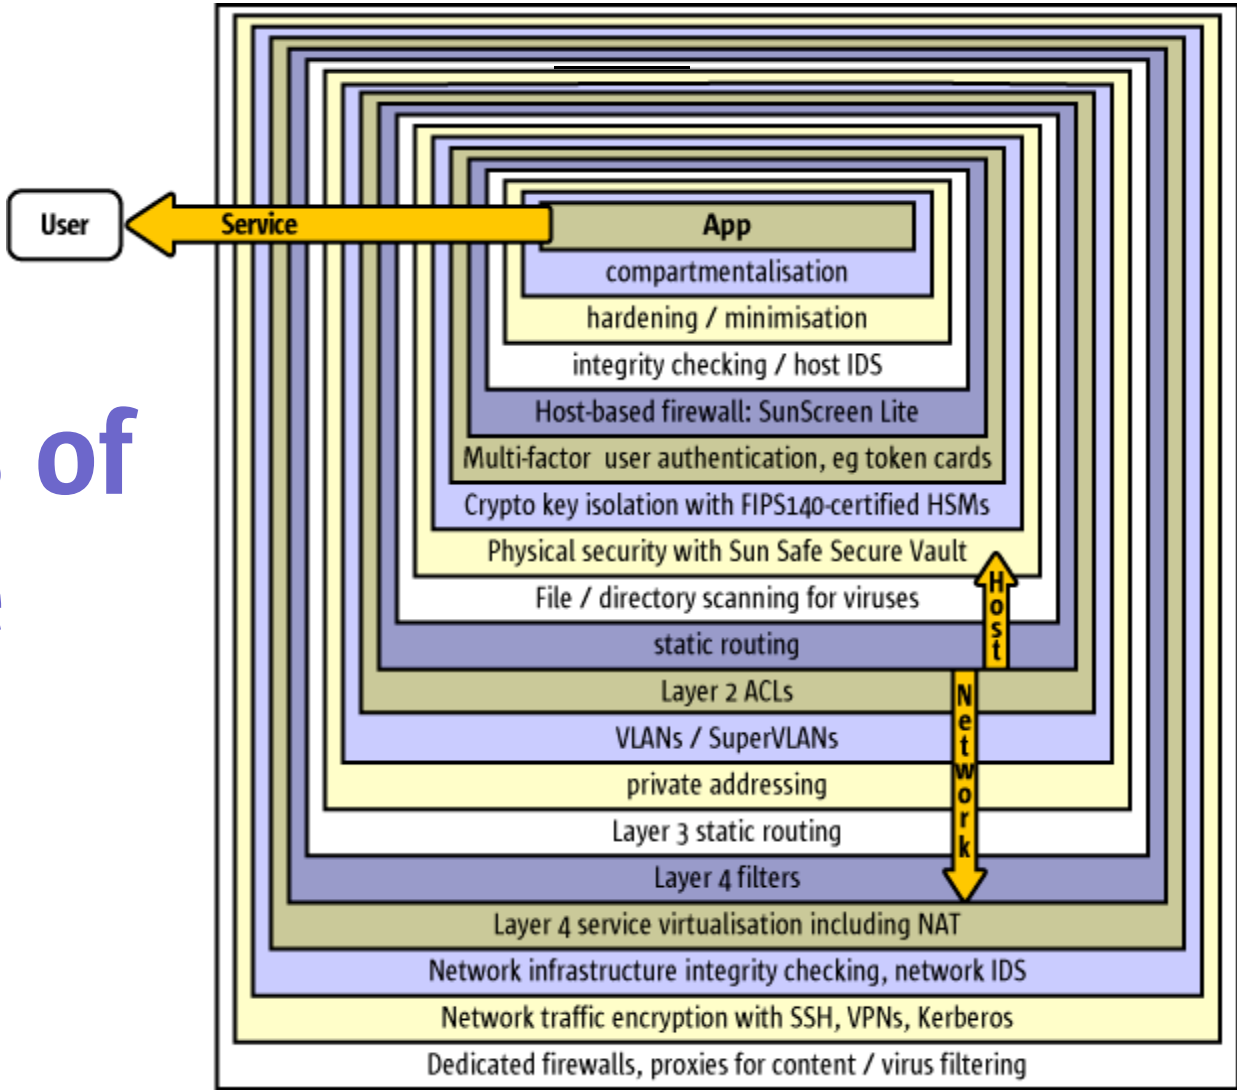 User
Service
App
compartmentalisation
hardening / minimisation
integrity checking / host IDS
Host-based firewall: SunScreen Lite
of
Multi-factor user authentication, eg token cards
Crypto key isolation with FIPS140-certified HSMs
Physical security with Sun Safe Secure Vault
Host
File / directory scanning for viruses
static routing
Layer 2 ACLs
Network
VLANs / SuperVLANs
private addressing
Layer 3 static routing
Layer 4 filters
Layer 4 service virtualisation including NAT
Network infrastructure integrity checking, network IDS
Network traffic encryption with SSH, VPNs, Kerberos
Dedicated firewalls, proxies for content / virus filtering